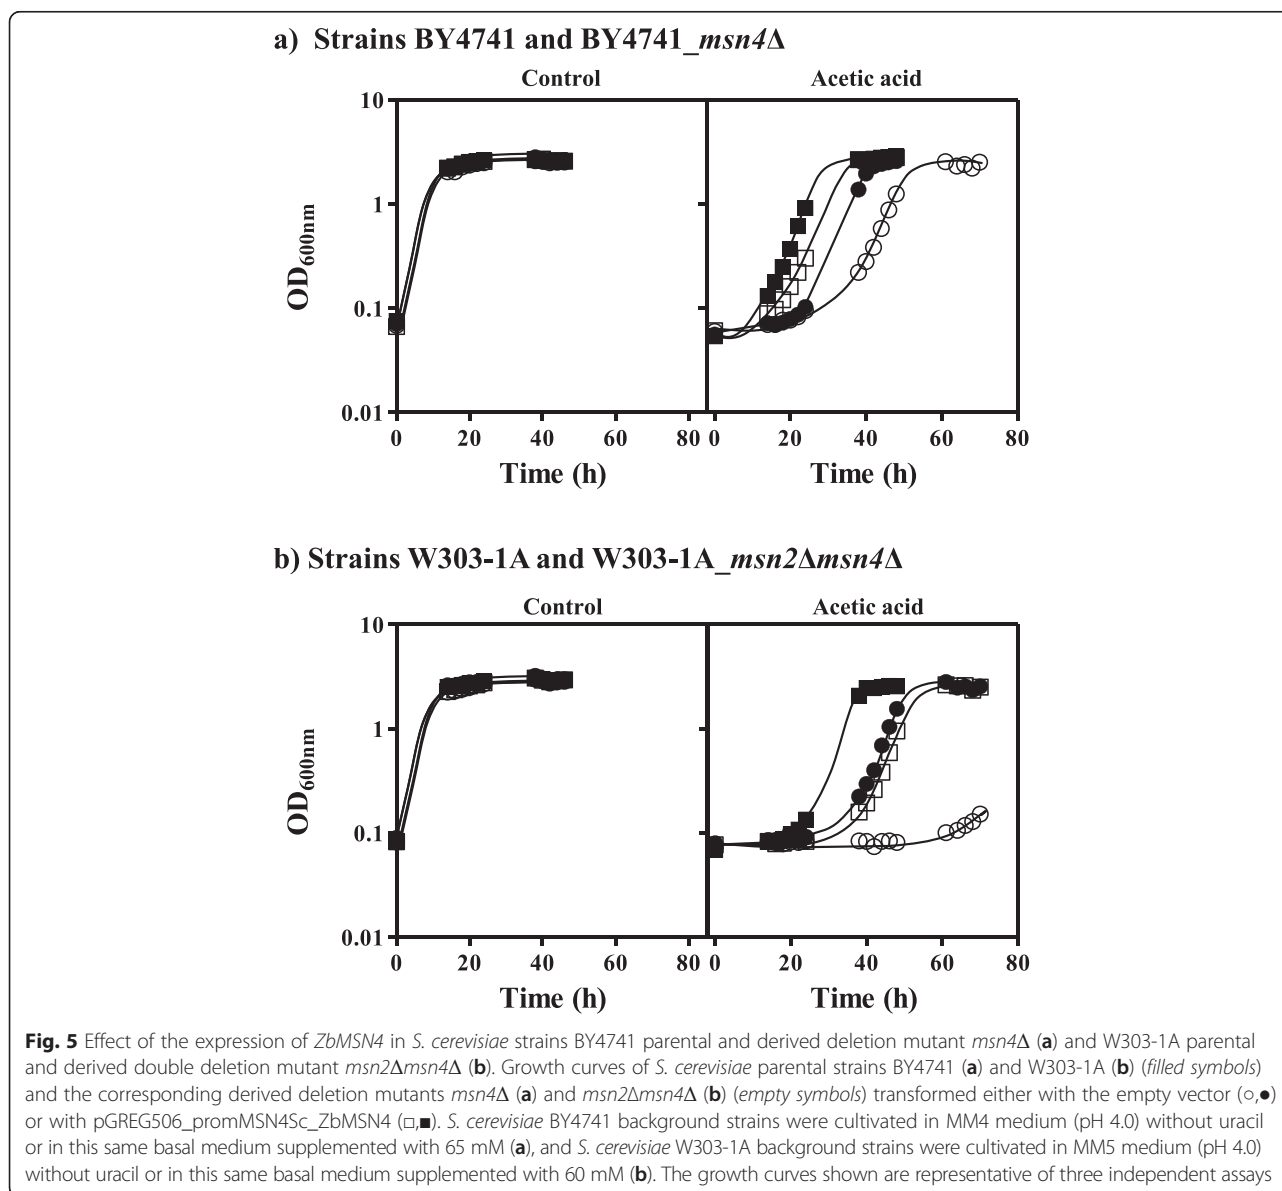 a) Strains BY4741 and BY4741_msn4Δ
Control
Acetic acid
10
1
0.1
0.01
OD600nm
0 20 40 60 80 0 20 40 60 80
Time (h)
Time (h)
b) Strains W303-1A and W303-1A_msn2Δmsn4Δ
Control
Acetic acid
10
1
0.1
0.01
OD600nm
0 20 40 60 80 0 20 40 60 80
Time (h)
Time (h)
Fig. 5 Effect of the expression of ZbMSN4 in S. cerevisiae strains BY4741 parental and derived deletion mutant msn4Δ (a) and W303-1A parental
and derived double deletion mutant msn2Δmsn4Δ (b). Growth curves of S. cerevisiae parental strains BY4741 (a) and W303-1A (b) (filled symbols)
and the corresponding derived deletion mutants msn4Δ (a) and msn2Δmsn4Δ (b) (empty symbols) transformed either with the empty vector (○,●)
or with pGREG506_promMSN4Sc_ZbMSN4 (□,■). S. cerevisiae BY4741 background strains were cultivated in MM4 medium (pH 4.0) without uracil
or in this same basal medium supplemented with 65 mM (a), and S. cerevisiae W303-1A background strains were cultivated in MM5 medium (pH 4.0)
without uracil or in this same basal medium supplemented with 60 mM (b). The growth curves shown are representative of three independent assays